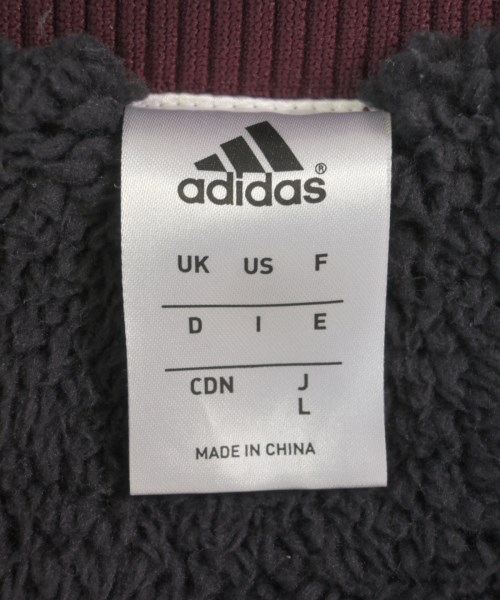 adidas®
UK US F
D I E
CDN J
L
MADE IN CHINA